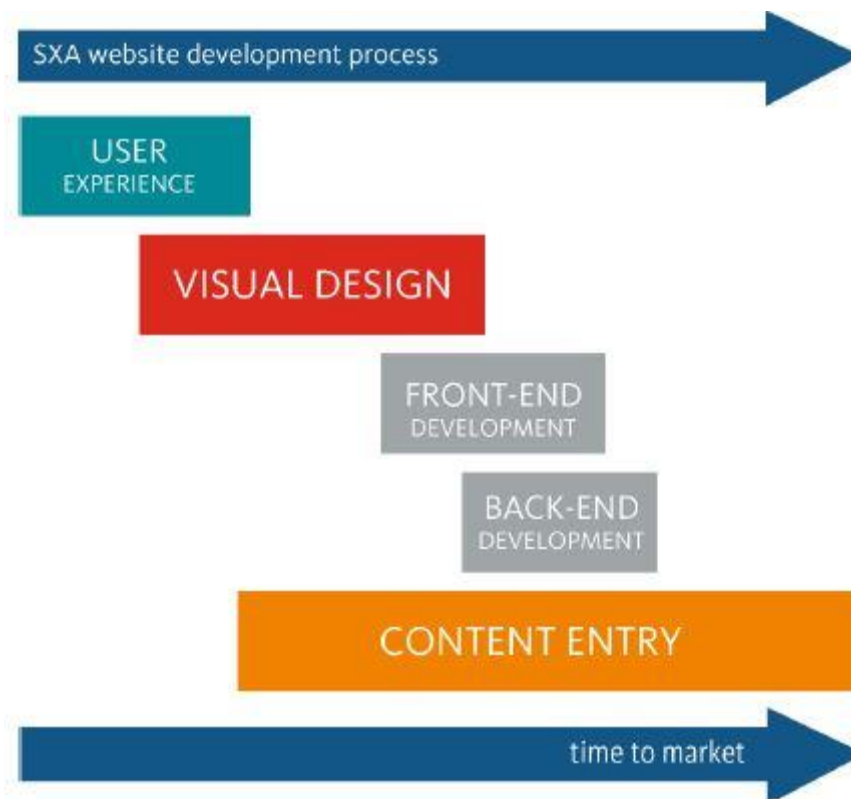 SXA website development process
USER
EXPERIENCE
VISUAL DESIGN
FRONT-END
DEVELOPMENT
BACK-END
DEVELOPMENT
CONTENT ENTRY
time to market